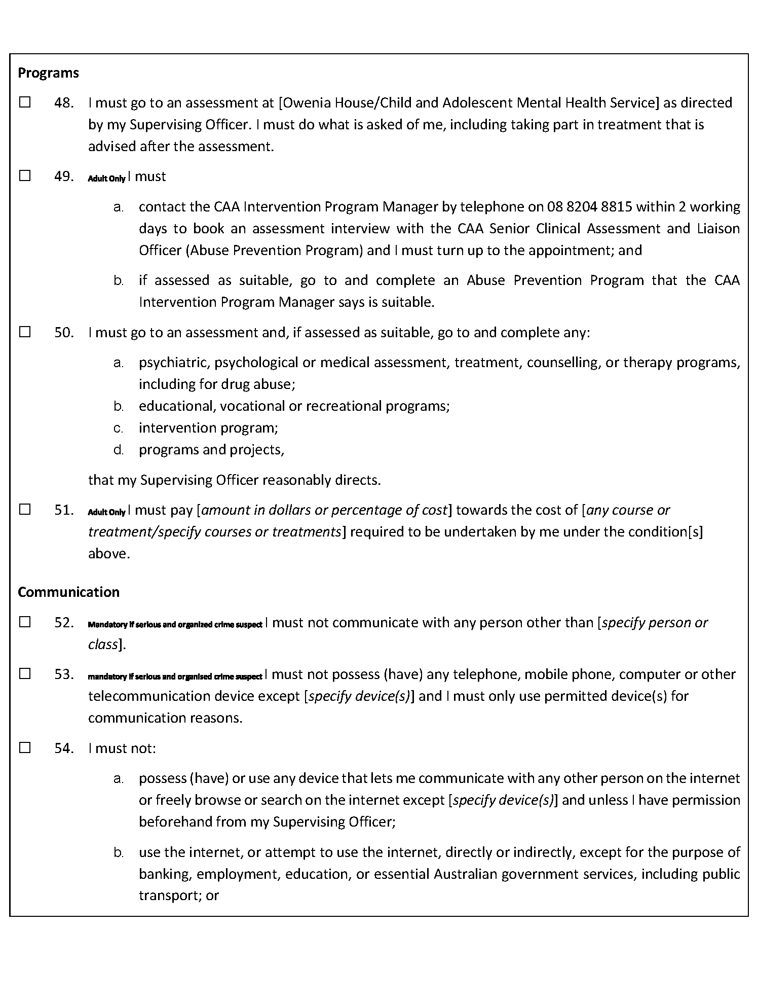 Programs
☐ 48. I must go to an assessment at [Owenia House/Child and Adolescent Mental Health Service] as directed
by my Supervising Officer. I must do what is asked of me, including taking part in treatment that is
advised after the assessment.
☐ 49. Adult Only I must
a. contact the CAA Intervention Program Manager by telephone on 08 8204 8815 within 2 working
days to book an assessment interview with the CAA Senior Clinical Assessment and Liaison
Officer (Abuse Prevention Program) and I must turn up to the appointment; and
b. if assessed as suitable, go to and complete an Abuse Prevention Program that the CAA
Intervention Program Manager says is suitable.
☐ 50. I must go to an assessment and, if assessed as suitable, go to and complete any:
a. psychiatric, psychological or medical assessment, treatment, counselling, or therapy programs,
including for drug abuse;
b. educational, vocational or recreational programs;
c. intervention program;
d. programs and projects,
that my Supervising Officer reasonably directs.
☐ 51. Adult Only I must pay [amount in dollars or percentage of cost] towards the cost of [any course or
treatment/specify courses or treatments] required to be undertaken by me under the condition[s]
above.
Communication
☐ 52. Mandatory if serious and organized crime suspect I must not communicate with any person other than [specify person or
class].
☐ 53. mandatory if serious and organised crime suspect I must not possess (have) any telephone, mobile phone, computer or other
telecommunication device except [specify device(s)] and I must only use permitted device(s) for
communication reasons.
☐ 54. I must not:
a. possess (have) or use any device that lets me communicate with any other person on the internet
or freely browse or search on the internet except [specify device(s)] and unless I have permission
beforehand from my Supervising Officer;
b. use the internet, or attempt to use the internet, directly or indirectly, except for the purpose of
banking, employment, education, or essential Australian government services, including public
transport; or